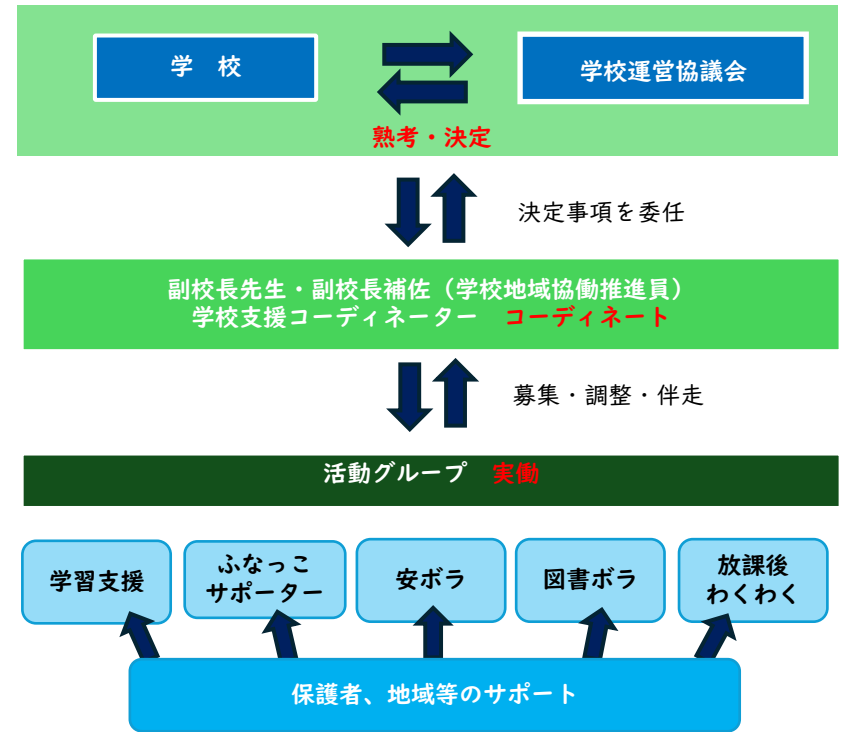 学　校
学校運営協議会
熟考・決定
決定事項を委任
副校長先生・副校長補佐（学校地域協働推進員）
学校支援コーディネーター　コーディネート
募集・調整・伴走
活動グループ　実働
学習支援
ふなっこ
サポーター
安ボラ
図書ボラ
放課後
わくわく
保護者、地域等のサポート